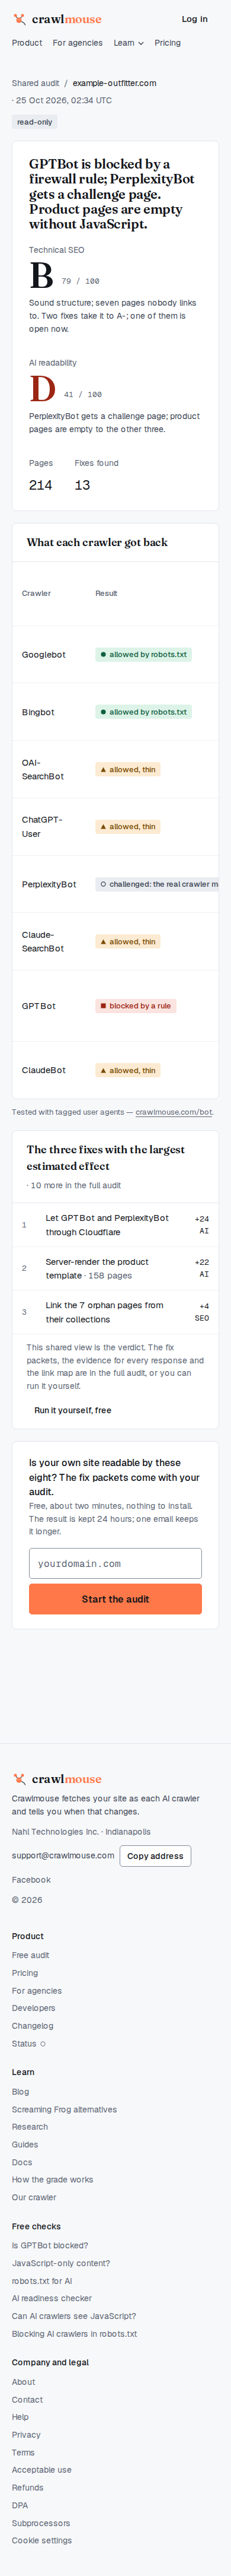 crawlmouse
Log in
Product For agencies Learn Pricing
Shared audit / example-outfitter.com
· 25 Oct 2026, 02:34 UTC
read-only
GPTBot is blocked by a
firewall rule; PerplexityBot
gets a challenge page.
Product pages are empty
without JavaScript.
Technical SEO
B 79 / 100
Sound structure; seven pages nobody links
to. Two fixes take it to A-; one of them is
open now.
AI readability
D 41 / 100
PerplexityBot gets a challenge page; product
pages are empty to the other three.
Pages Fixes found
214 13
What each crawler got back
Crawler Result
Googlebot allowed by robots.txt
Bingbot allowed by robots.txt
OAI-
SearchBot allowed, thin
ChatGPT-
User allowed, thin
PerplexityBot challenged: the real crawler m
Claude-
SearchBot allowed, thin
GPTBot blocked by a rule
ClaudeBot allowed, thin
Tested with tagged user agents — crawlmouse.com/bot.
The three fixes with the largest
estimated effect
· 10 more in the full audit
1 Let GPTBot and PerplexityBot
through Cloudflare
+24
AI
2 Server-render the product
template · 158 pages
+22
AI
3 Link the 7 orphan pages from
their collections
+4
SEO
This shared view is the verdict. The fix
packets, the evidence for every response and
the link map are in the full audit, or you can
run it yourself.
Run it yourself, free
Is your own site readable by these
eight? The fix packets come with your
audit.
Free, about two minutes, nothing to install.
The result is kept 24 hours; one email keeps
it longer.
yourdomain.com
Start the audit
crawlmouse
Crawlmouse fetches your site as each AI crawler
and tells you when that changes.
Nahl Technologies Inc. · Indianapolis
support@crawlmouse.com Copy address
Facebook
© 2026
Product
Free audit
Pricing
For agencies
Developers
Changelog
Status
Learn
Blog
Screaming Frog alternatives
Research
Guides
Docs
How the grade works
Our crawler
Free checks
Is GPTBot blocked?
JavaScript-only content?
robots.txt for AI
AI readiness checker
Can AI crawlers see JavaScript?
Blocking AI crawlers in robots.txt
Company and legal
About
Contact
Help
Privacy
Terms
Acceptable use
Refunds
DPA
Subprocessors
Cookie settings